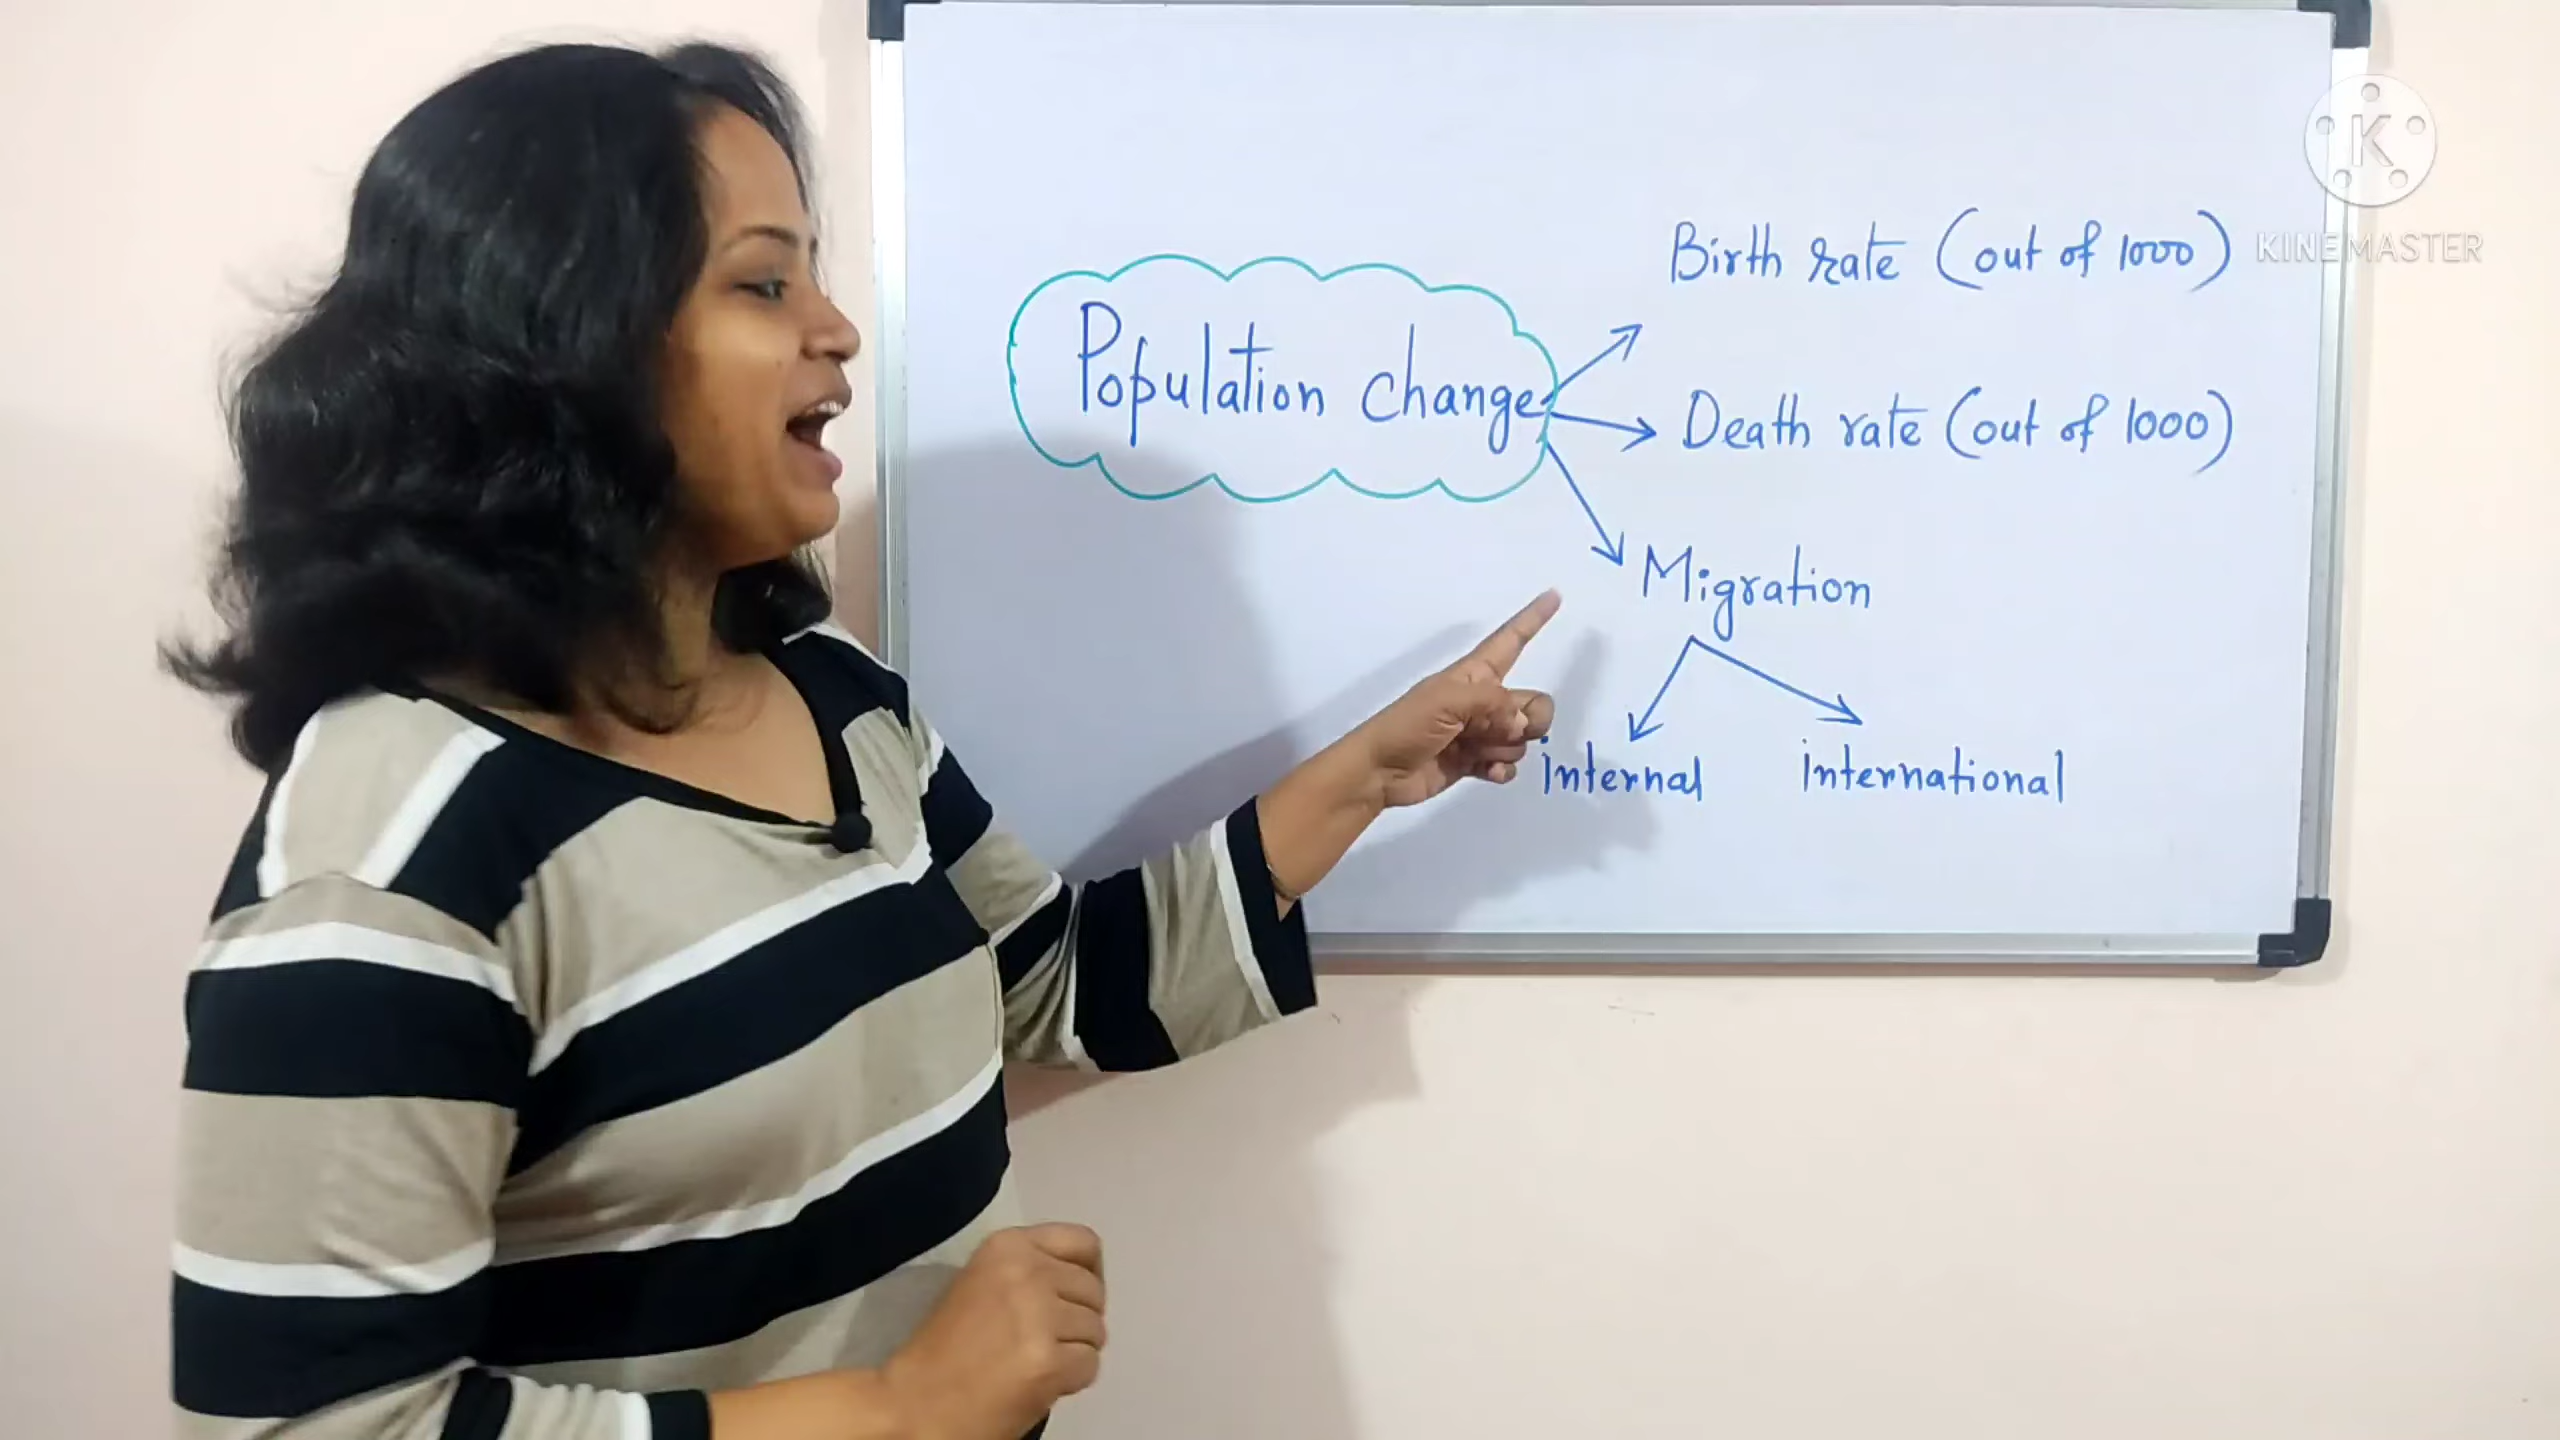 Population change
Birth rate (out of 1000)
Death rate (out of 1000)
Migration
internal international
K
KINEMASTER